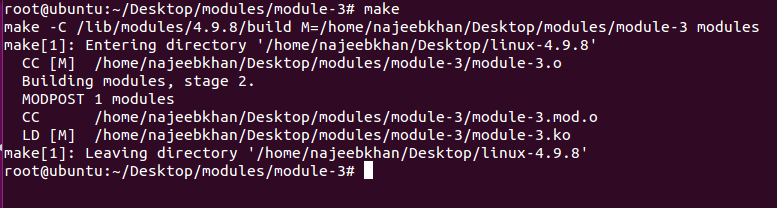 root@ubuntu:~/Desktop/modules/module-3# make
make -C /lib/modules/4.9.8/build M=/home/najeebkhan/Desktop/modules/module-3 modules
make[1]: Entering directory '/home/najeebkhan/Desktop/linux-4.9.8'
  CC [M]  /home/najeebkhan/Desktop/modules/module-3/module-3.o
  Building modules, stage 2.
  MODPOST 1 modules
  CC      /home/najeebkhan/Desktop/modules/module-3/module-3.mod.o
  LD [M]  /home/najeebkhan/Desktop/modules/module-3/module-3.ko
make[1]: Leaving directory '/home/najeebkhan/Desktop/linux-4.9.8'
root@ubuntu:~/Desktop/modules/module-3#